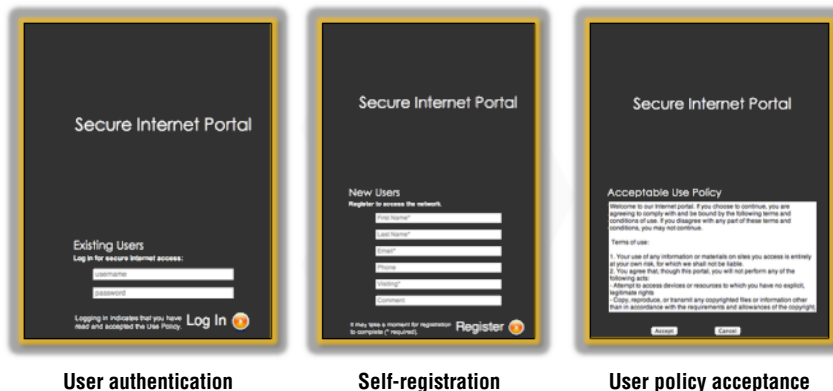 Secure Internet Portal
Existing Users
Log in for secure Internet access:
username
password
Logging in indicates that you have
read and accepted the Use Policy.
Log In
User authentication
Secure Internet Portal
New Users
Register to access the network.
First Name*
Last Name*
Email*
Phone
Visiting*
Comment
It may take a moment for registration
to complete (* required).
Register
Self-registration
Secure Internet Portal
Acceptable Use Policy
Welcome to our Internet portal. If you choose to continue, you are
agreeing to comply with and be bound by the following terms and
conditions of use. If you disagree with any part of these terms and
conditions, you may not continue.
Terms of use:
1. Your use of any information or materials on sites you access is entirely
at your own risk, for which we shall not be liable.
2. You agree that, though this portal, you will not perform any of the
following acts:
- Attempt to access devices or resources to which you have no explicit,
legitimate rights
- Copy, reproduce, or transmit any copyrighted files or information other
than in accordance with the requirements and allowances of the copyright
Accept
Cancel
User policy acceptance